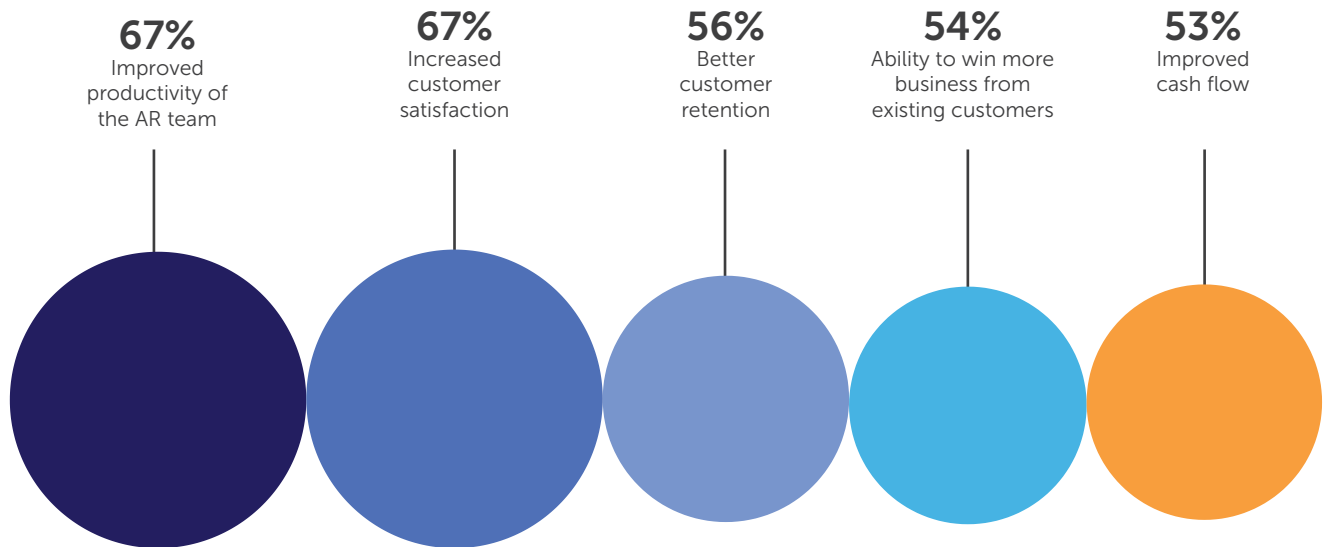 67%
Improved
productivity of
the AR team
67%
Increased
customer
satisfaction
56%
Better
customer
retention
54%
Ability to win more
business from
existing customers
53%
Improved
cash flow